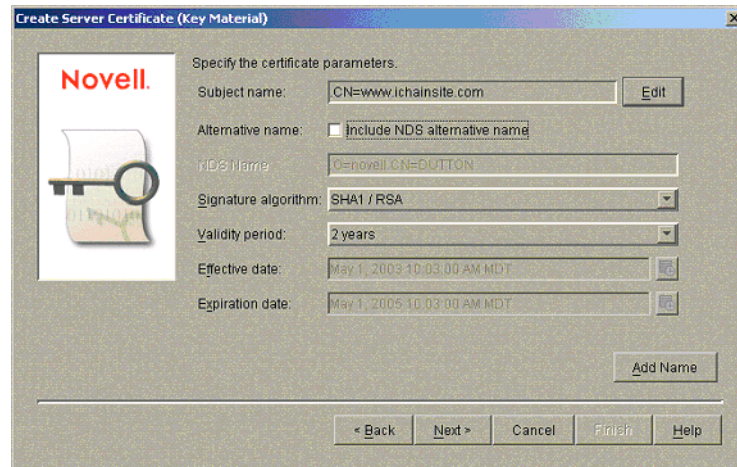 Create Server Certificate (Key Material)
Novell.
Specify the certificate parameters.
Subject name: CN=www.ichainsite.com Edit
Alternative name: Include NDS alternative name
NDS Name O=novell.CN=DUTTON
Signature algorithm: SHA1 / RSA
Validity period: 2 years
Effective date: May 1, 2003 10:03:00 AM MDT
Expiration date: May 1, 2005 10:03:00 AM MDT
Add Name
< Back Next > Cancel Finish Help